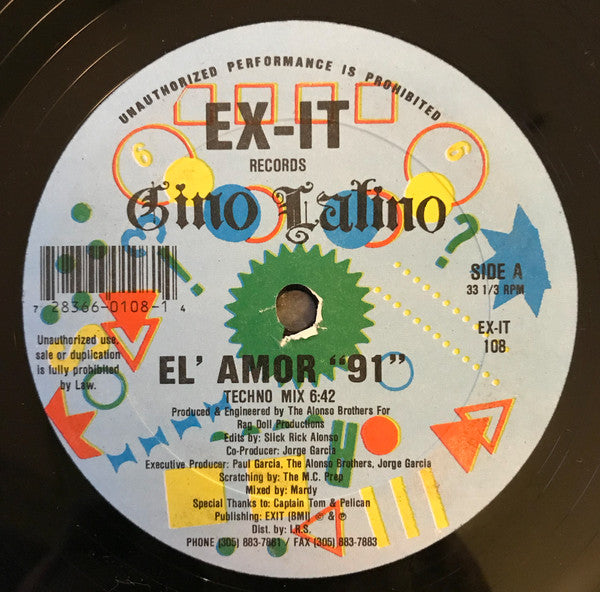 UNAUTHORIZED PERFORMANCE IS PROHIBITED
EX-IT
RECORDS
6
6
Gino Latino
?
!
SIDE A
33 1/3 RPM
7 28366-0108-1 4
EX-IT
108
Unauthorized use,
sale or duplication
is fully prohibited
by Law.
EL' AMOR "91"
TECHNO MIX 6:42
Produced & Engineered by The Alonso Brothers For
Rag Doll Productions
Edits by: Slick Rick Alonso
Co-Producer: Jorge Garcia
Executive Producer: Paul Garcia, The Alonso Brothers, Jorge Garcia
Scratching by: The M.C. Prep
Mixed by: Mardy
Special Thanks to: Captain Tom & Pelican
Publishing: EXIT (BMI) ℗ & ℗
Dist. by: I.R.S.
PHONE (305) 883-7881 / FAX (305) 883-7883